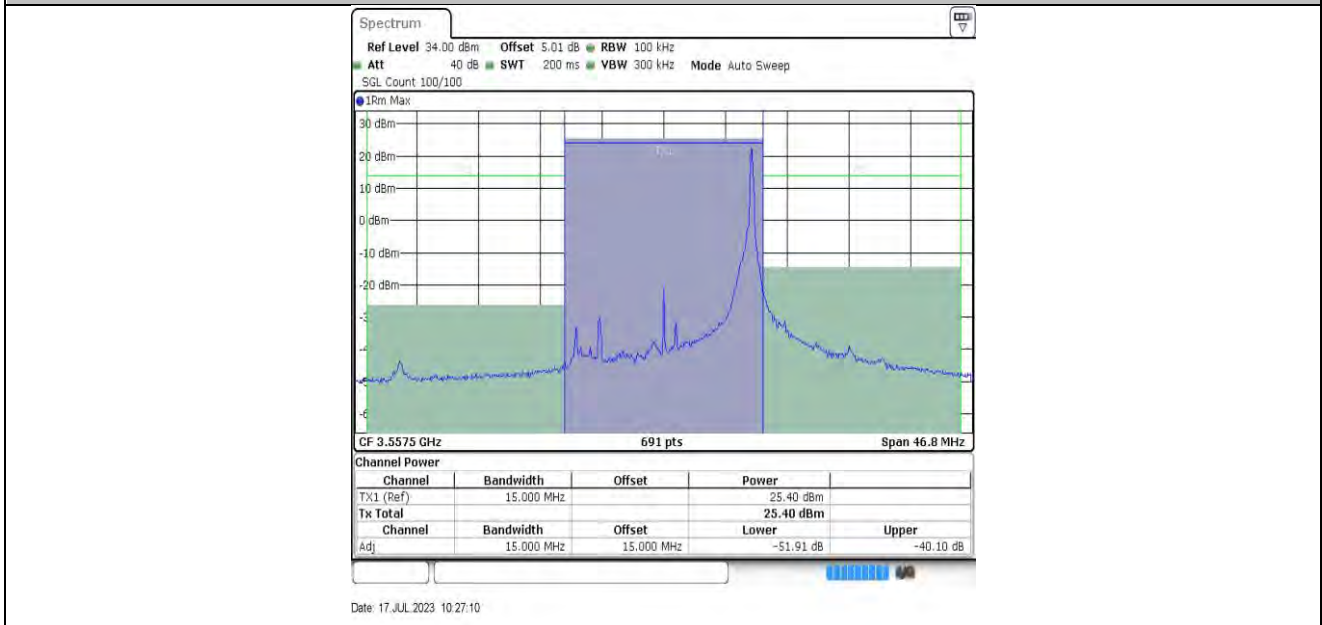 Spectrum
Ref Level 34.00 dBm Offset 5.01 dB RBW 100 kHz
Att 40 dB SWT 200 ms VBW 300 kHz Mode Auto Sweep
SGL Count 100/100
1Rm Max
30 dBm
20 dBm
10 dBm
0 dBm
-10 dBm
-20 dBm
CF 3.5575 GHz 691 pts Span 46.8 MHz
Channel Power
Channel Bandwidth Offset Power
TX1 (Ref) 15.000 MHz 25.40 dBm
Tx Total 25.40 dBm
Channel Bandwidth Offset Lower Upper
Adj 15.000 MHz 15.000 MHz -51.91 dB -40.10 dB
Date: 17.JUL.2023 10:27:10